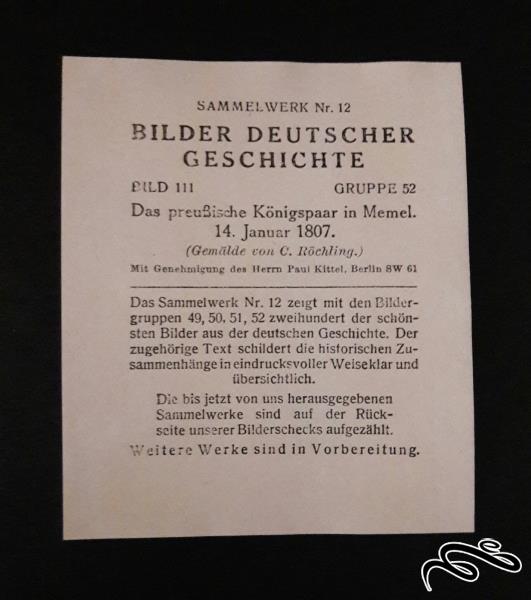 SAMMELWERK Nr. 12
BILDER DEUTSCHER
GESCHICHTE
BILD 111 GRUPPE 52
Das preußische Königspaar in Memel.
14. Januar 1807.
(Gemälde von C. Röchling.)
Mit Genehmigung des Herrn Paul Kittel, Berlin SW 61
Das Sammelwerk Nr. 12 zeigt mit den Bilder-
gruppen 49, 50, 51, 52 zweihundert der schön-
sten Bilder aus der deutschen Geschichte. Der
zugehörige Text schildert die historischen Zu-
sammenhänge in eindrucksvoller Weise klar und
übersichtlich.
Die bis jetzt von uns herausgegebenen
Sammelwerke sind auf der Rück-
seite unserer Bilderschecks aufgezählt.
Weitere Werke sind in Vorbereitung.